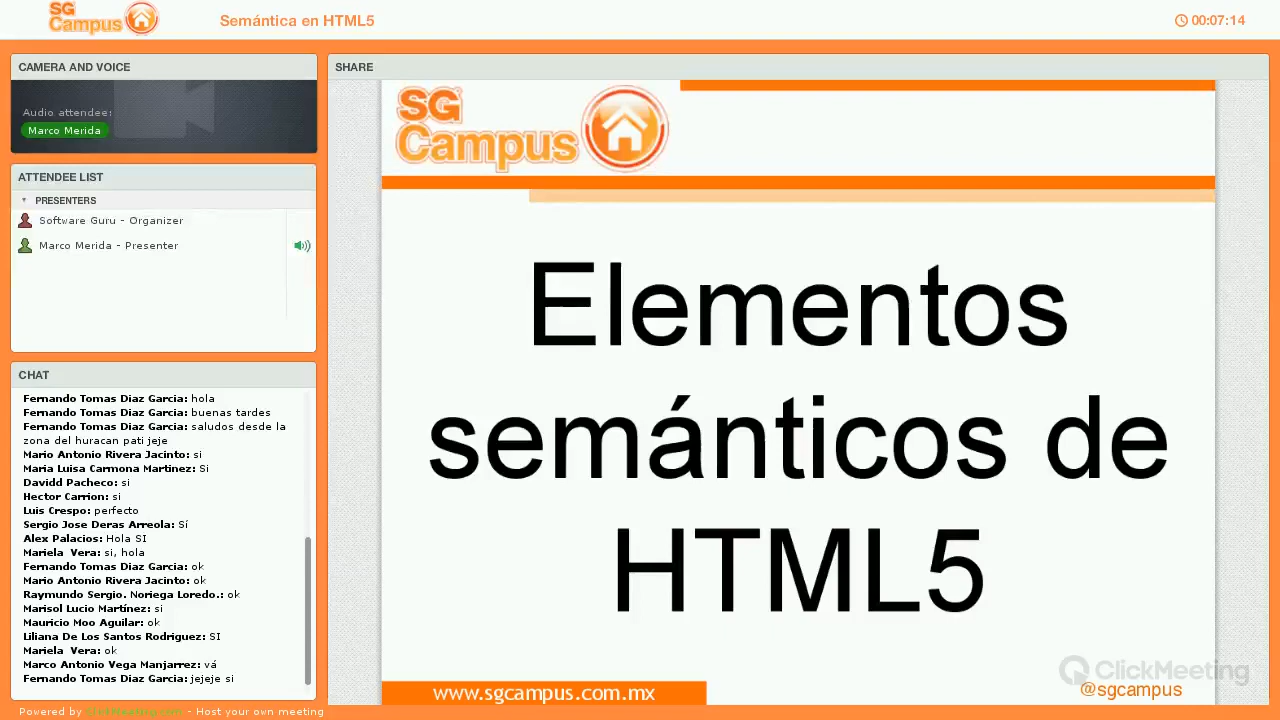 SG
Campus
Semántica en HTML5
00:07:14
CAMERA AND VOICE
Audio attendees
Marco Merida
ATTENDEE LIST
PRESENTERS
Software Guru - Organizer
Marco Merida - Presenter
CHAT
Fernando Tomas Diaz Garcia: hola
Fernando Tomas Diaz Garcia: buenas tardes
Fernando Tomas Diaz Garcia: saludos desde la
zona del huracan pati jeje
Mario Antonio Rivera Jacinto: si
Maria Luisa Carmona Martinez: Si
Davidd Pacheco: si
Hector Carrion: si
Luis Crespo: perfecto
Sergio Jose Deras Arreola: Sí
Alex Palacios: Hola SI
Mariela Vera: si, hola
Fernando Tomas Diaz Garcia: ok
Mario Antonio Rivera Jacinto: ok
Raymundo Sergio. Noriega Loredo.: ok
Marisol Lucio Martínez: si
Mauricio Moo Aguilar: ok
Liliana De Los Santos Rodriguez: SI
Mariela Vera: ok
Marco Antonio Vega Manjarrez: vá
Fernando Tomas Diaz Garcia: jejeje si
Powered by ClickMeeting.com - Host your own meeting
SHARE
SG
Campus
Elementos
semánticos de
HTML5
www.sgcampus.com.mx
ClickMeeting
@sgcampus